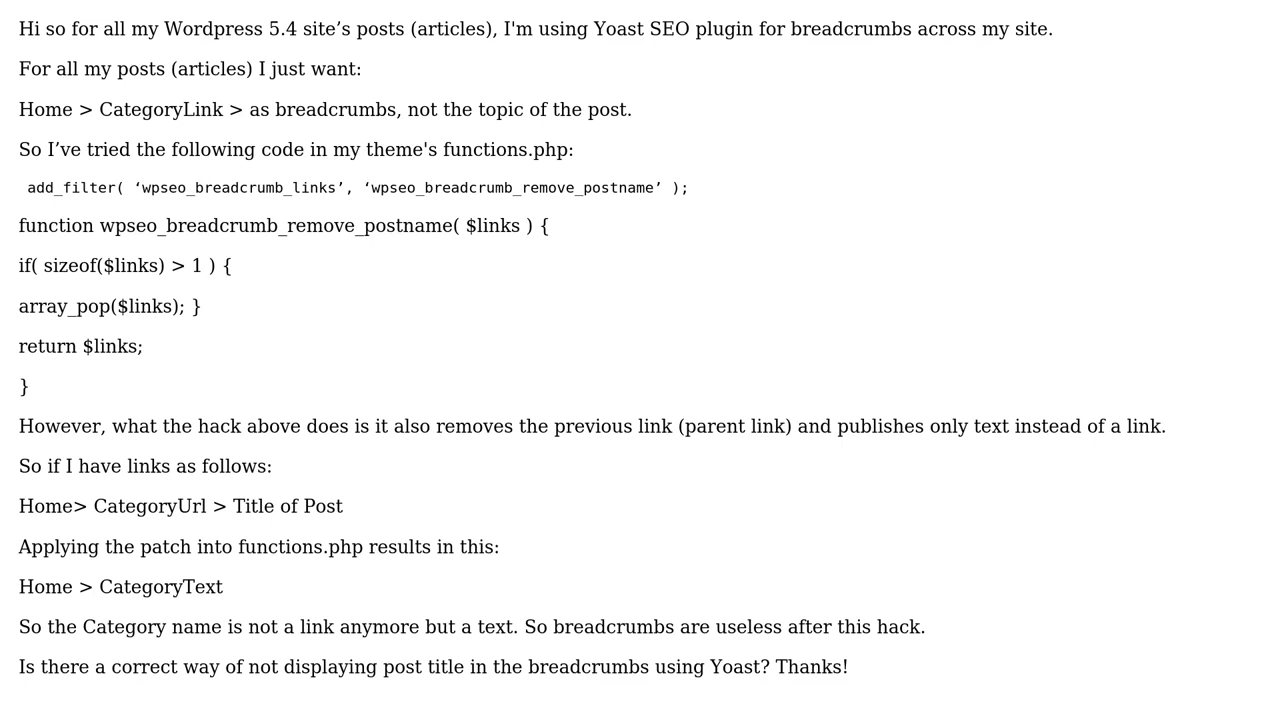 Hi so for all my Wordpress 5.4 site’s posts (articles), I'm using Yoast SEO plugin for breadcrumbs across my site.
For all my posts (articles) I just want:
Home > CategoryLink > as breadcrumbs, not the topic of the post.
So I’ve tried the following code in my theme's functions.php:
add_filter( ‘wpseo_breadcrumb_links’, ‘wpseo_breadcrumb_remove_postname’ );
function wpseo_breadcrumb_remove_postname( $links ) {
if( sizeof($links) > 1 ) {
array_pop($links); }
return $links;
}
However, what the hack above does is it also removes the previous link (parent link) and publishes only text instead of a link.
So if I have links as follows:
Home> CategoryUrl > Title of Post
Applying the patch into functions.php results in this:
Home > CategoryText
So the Category name is not a link anymore but a text. So breadcrumbs are useless after this hack.
Is there a correct way of not displaying post title in the breadcrumbs using Yoast? Thanks!